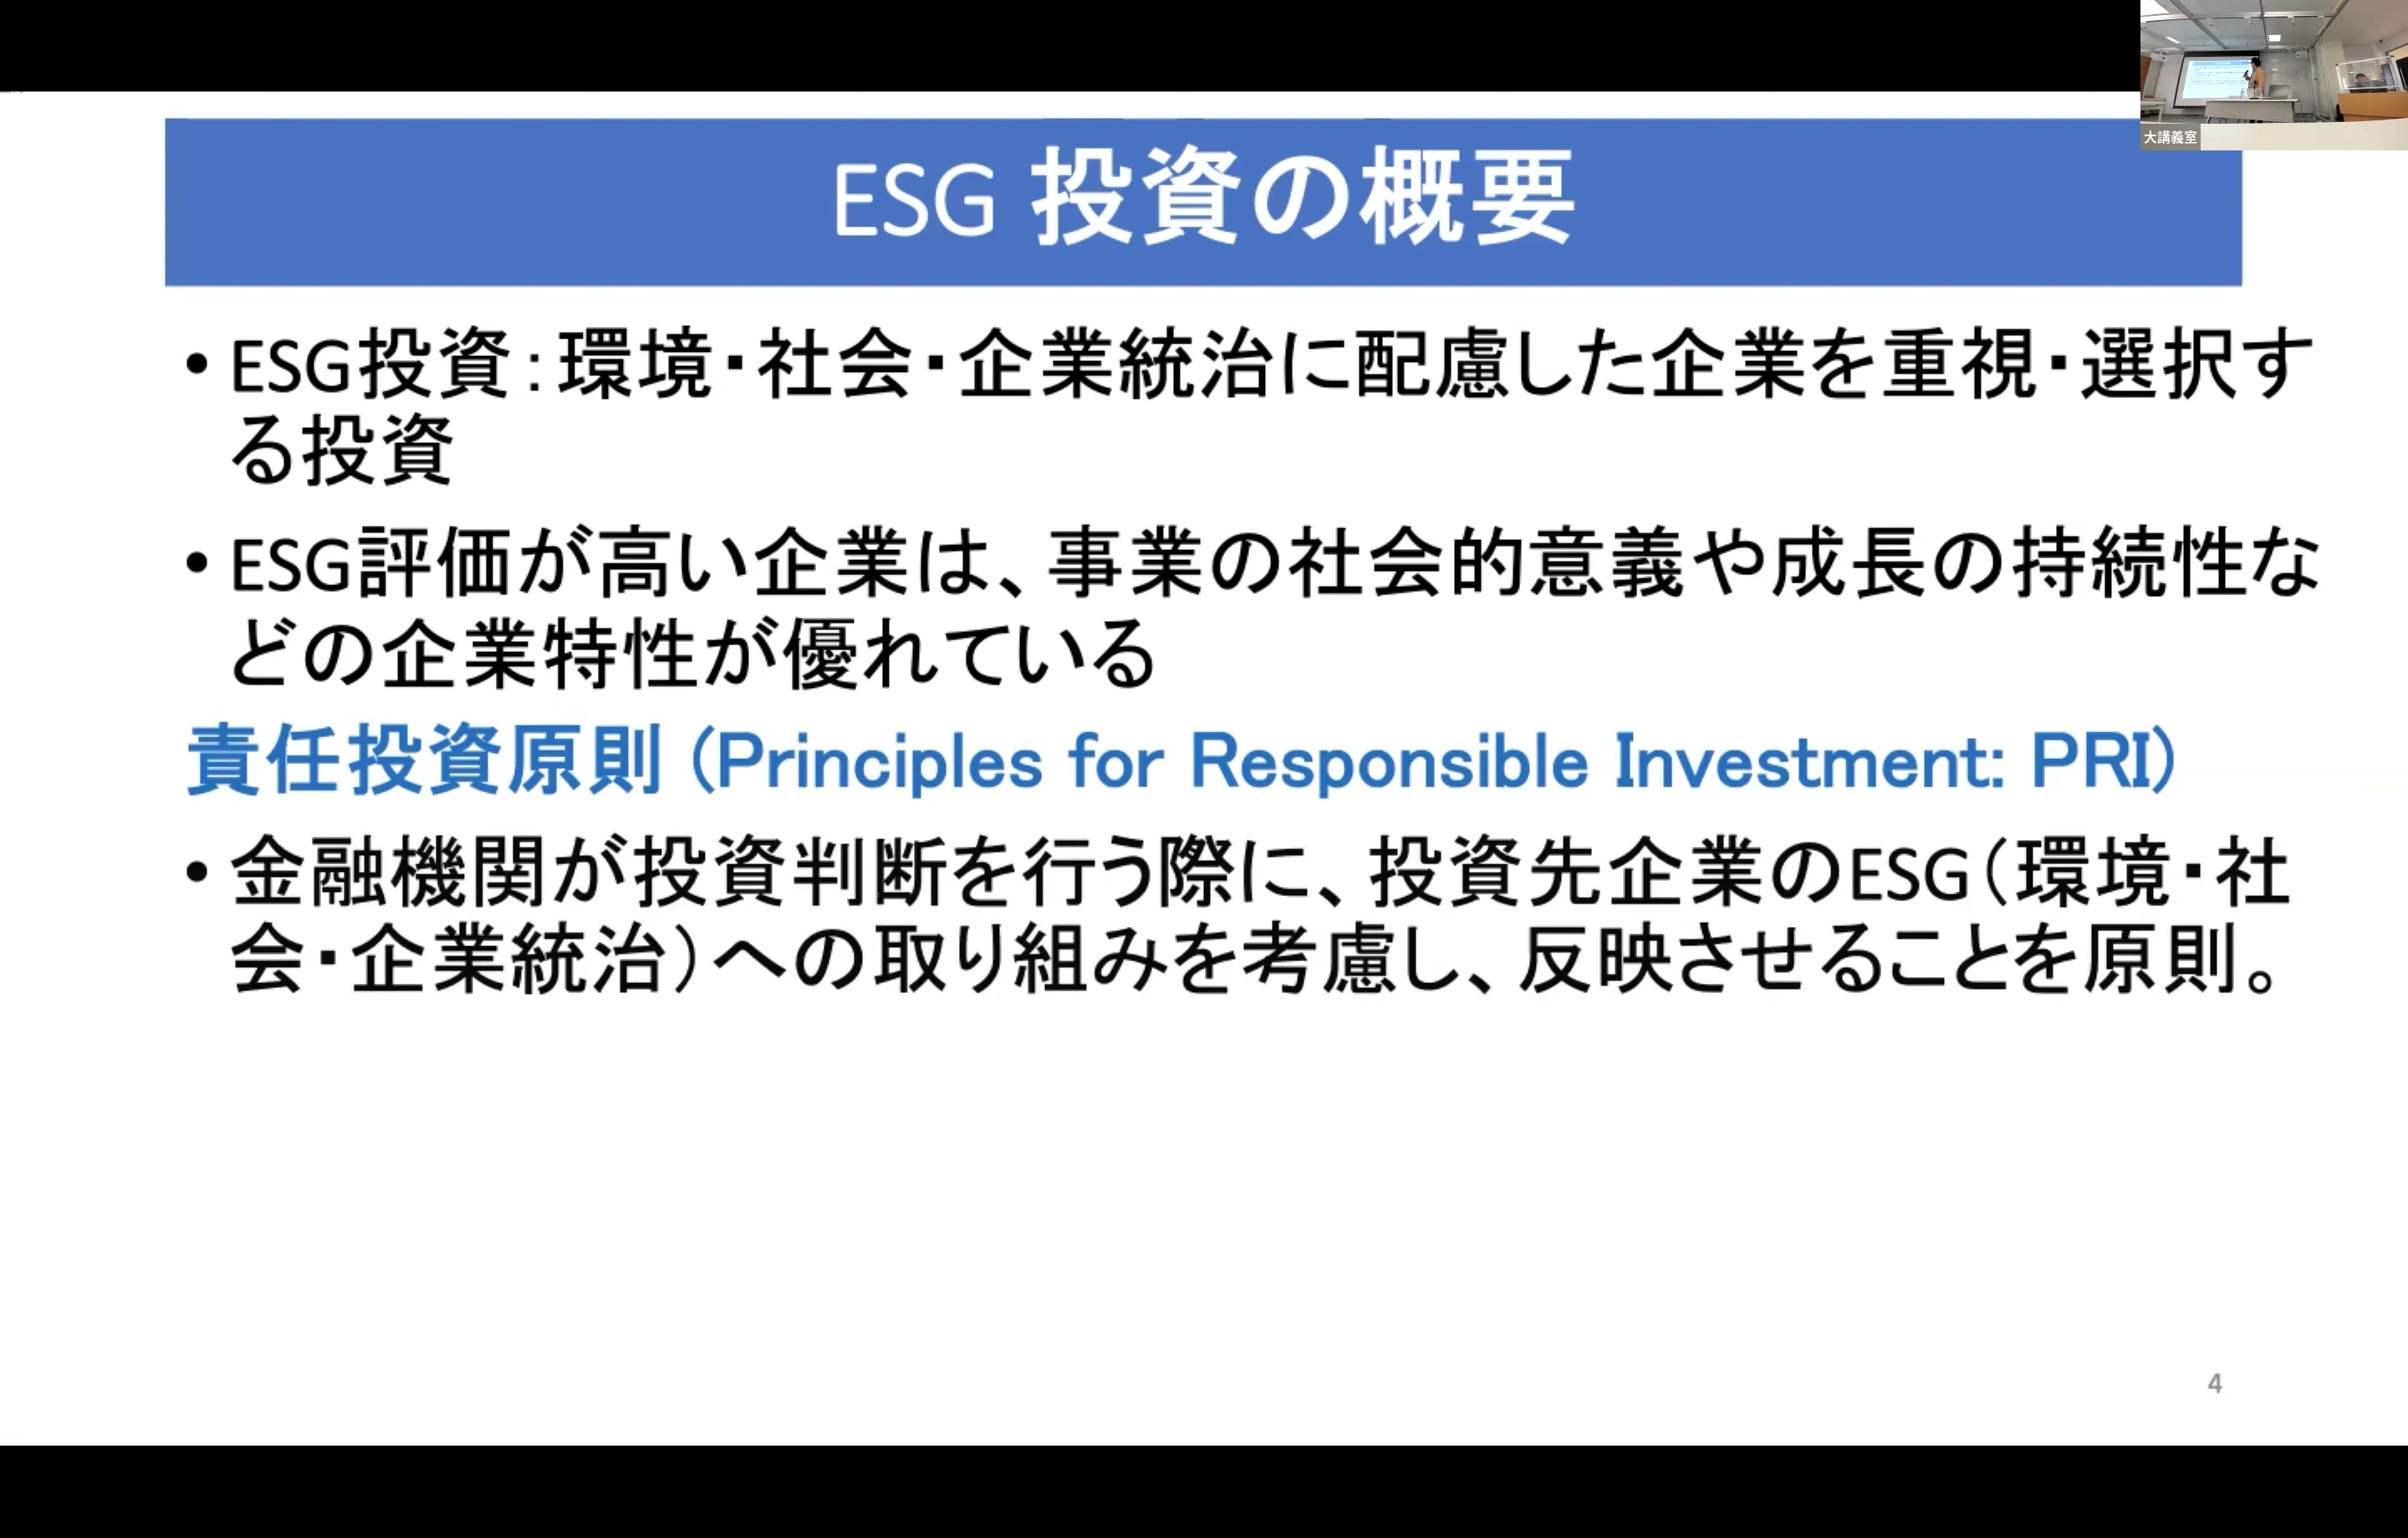 大講義室
ESG 投資の概要
•ESG投資：環境・社会・企業統治に配慮した企業を重視・選択す
る投資
•ESG評価が高い企業は、事業の社会的意義や成長の持続性な
どの企業特性が優れている
責任投資原則 (Principles for Responsible Investment: PRI)
•金融機関が投資判断を行う際に、投資先企業のESG（環境・社
会・企業統治）への取り組みを考慮し、反映させることを原則。
4